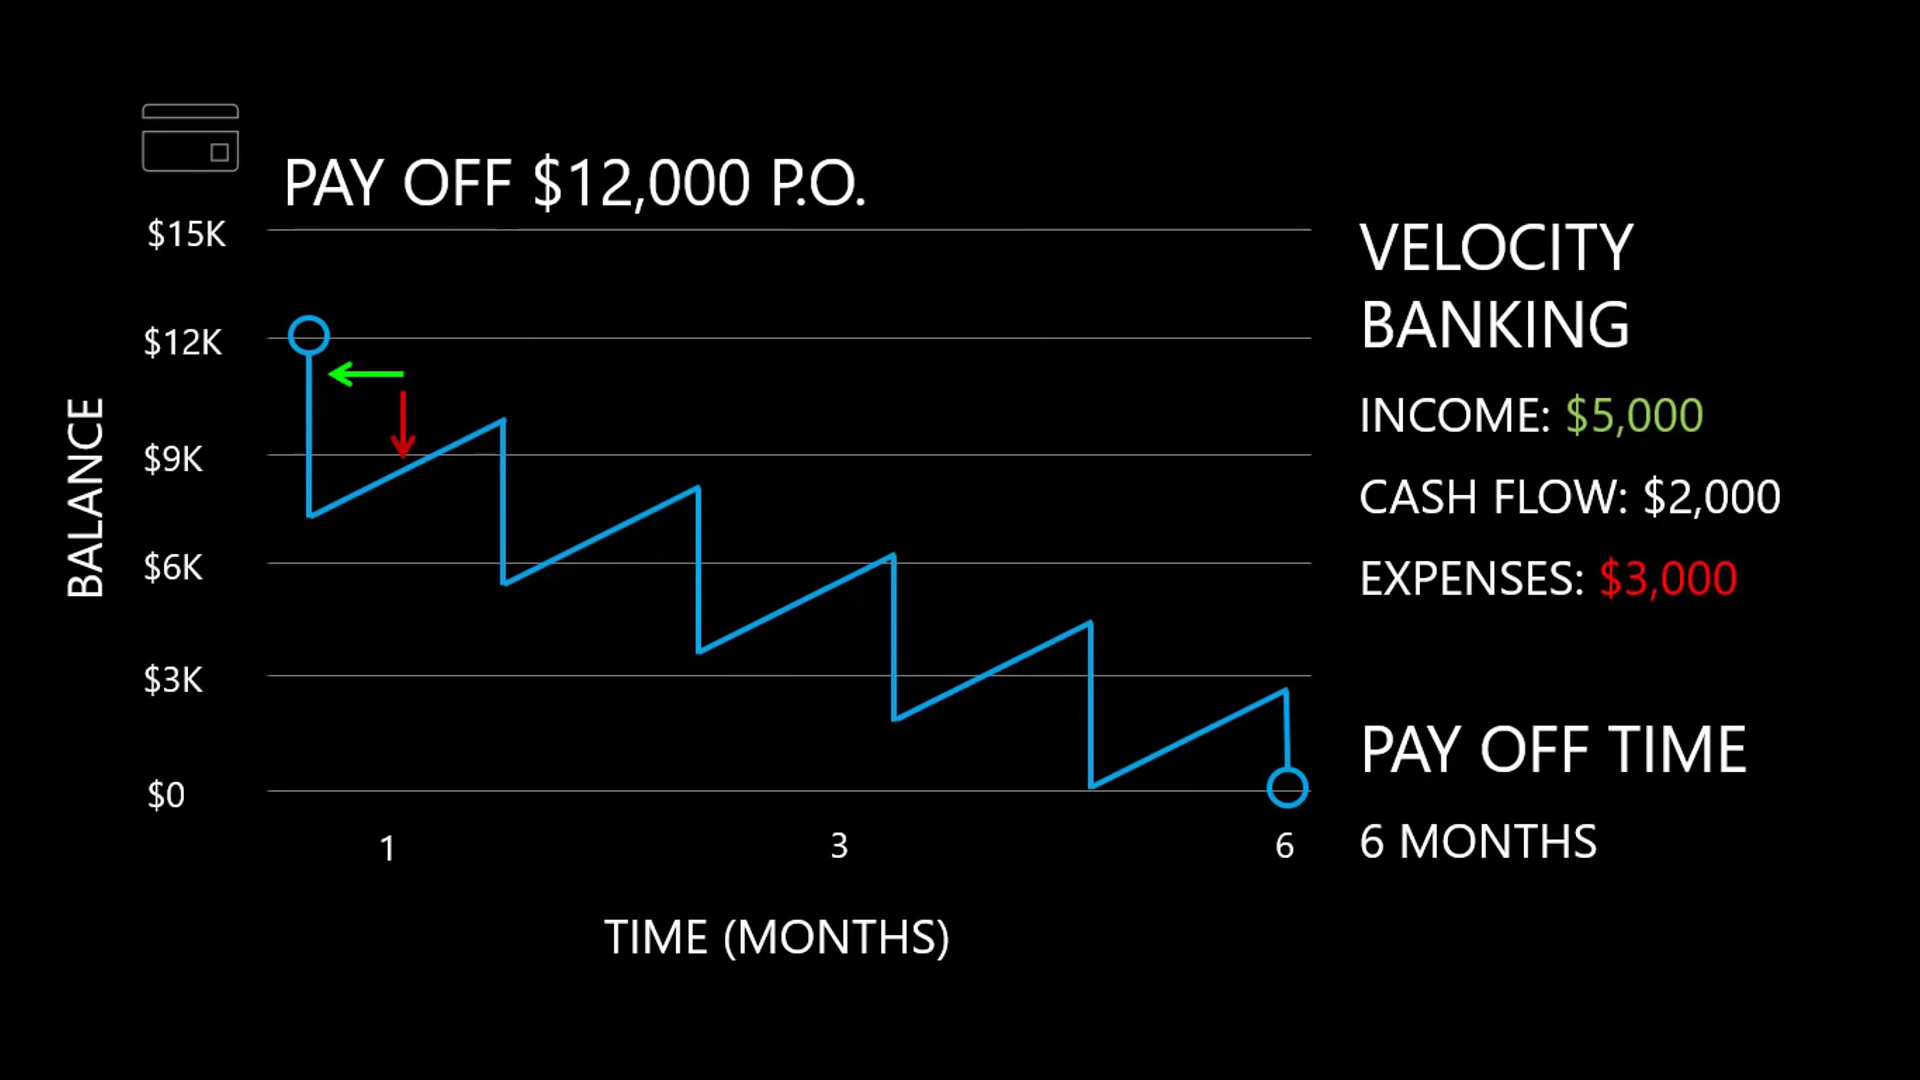 PAY OFF $12,000 P.O.
$15K
$12K
$9K
$6K
$3K
$0
BALANCE
1
3
6
TIME (MONTHS)
VELOCITY
BANKING
INCOME: $5,000
CASH FLOW: $2,000
EXPENSES: $3,000
PAY OFF TIME
6 MONTHS